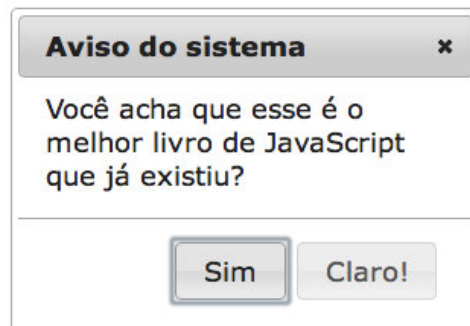 Aviso do sistema
Você acha que esse é o
melhor livro de JavaScript
que já existiu?
Sim Claro!